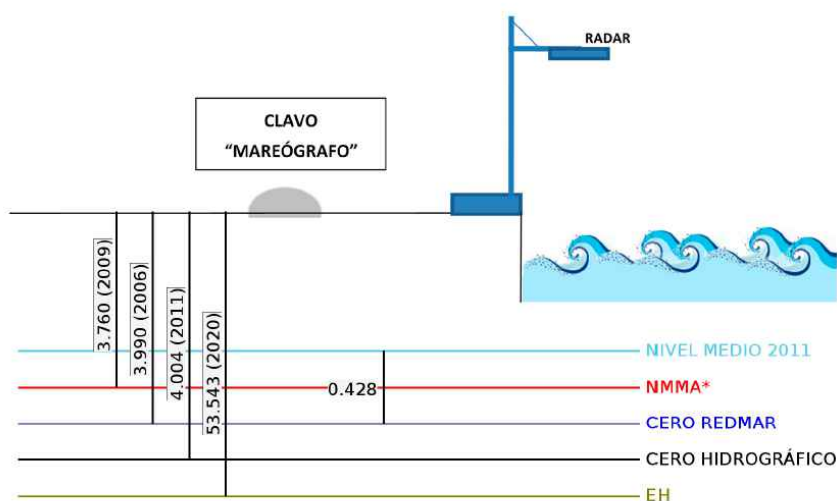 RADAR
CLAVO
“MAREÓGRAFO”
3.760 (2009)
3.990 (2006)
4.004 (2011)
53.543 (2020)
0.428
NIVEL MEDIO 2011
NMMA*
CERO REDMAR
CERO HIDROGRÁFICO
EH